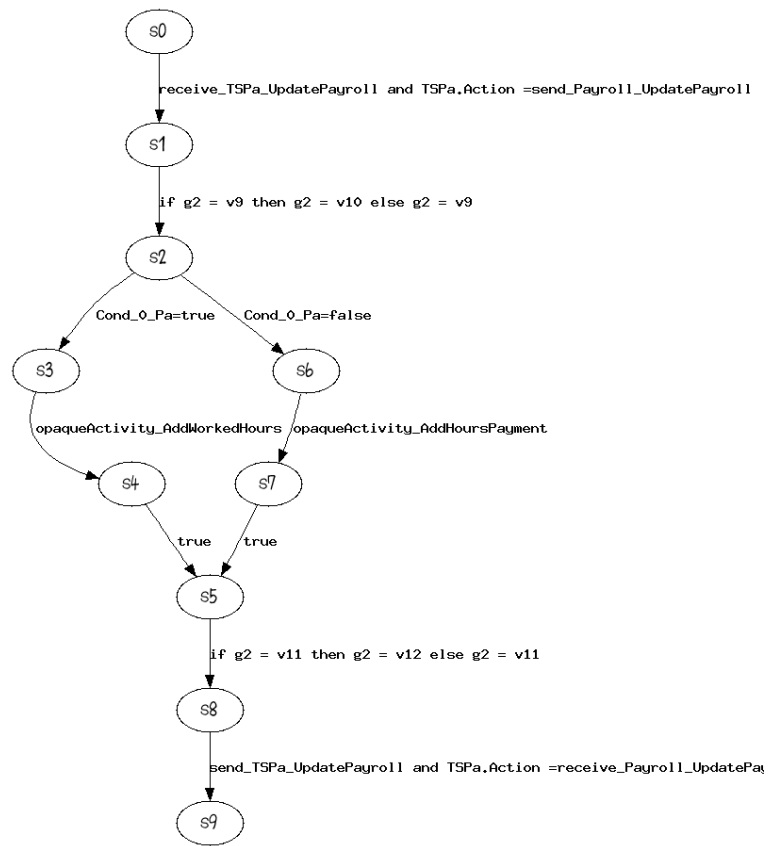 s0
receive_TSPa_UpdatePayroll and TSPa.Action =send_Payroll_UpdatePayroll
s1
if g2 = v9 then g2 = v10 else g2 = v9
s2
Cond_0_Pa=true
Cond_0_Pa=false
s3
s6
opaqueActivity_AddWorkedHours
opaqueActivity_AddHoursPayment
s4
s7
true
true
s5
if g2 = v11 then g2 = v12 else g2 = v11
s8
send_TSPa_UpdatePayroll and TSPa.Action =receive_Payroll_UpdatePay
s9